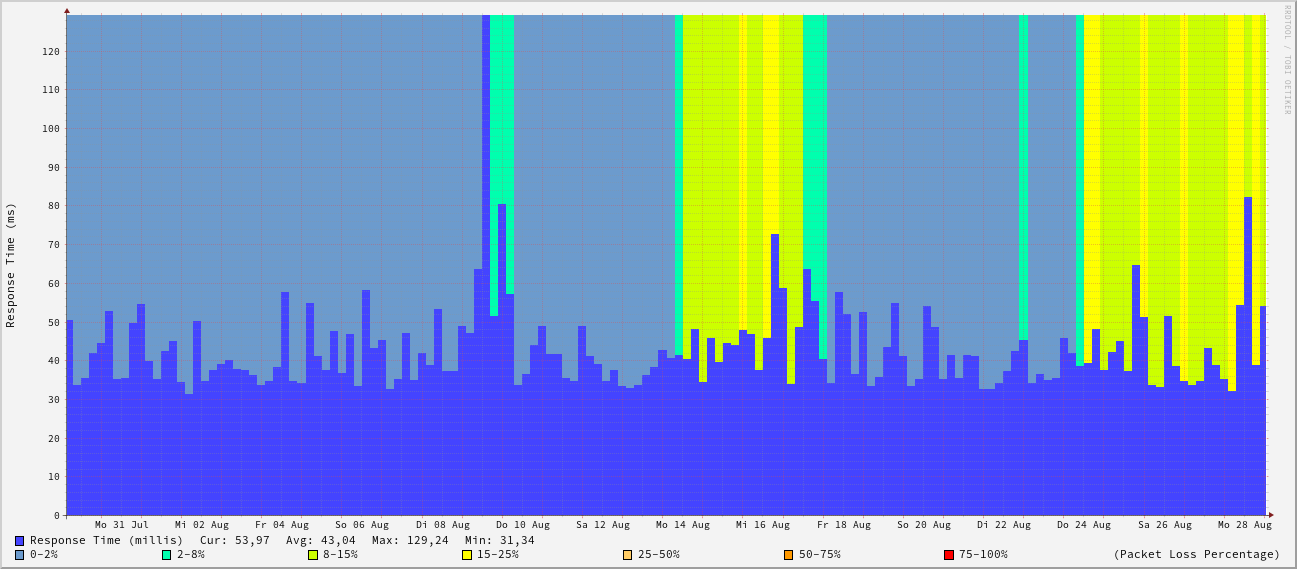 RRDTOOL / TOBI OETIKER
Response Time (ms)
120
110
100
90
80
70
60
50
40
30
20
10
0
Mo 31 Jul Mi 02 Aug Fr 04 Aug So 06 Aug Di 08 Aug Do 10 Aug Sa 12 Aug Mo 14 Aug Mi 16 Aug Fr 18 Aug So 20 Aug Di 22 Aug Do 24 Aug Sa 26 Aug Mo 28 Aug
Response Time (millis) Cur: 53,97 Avg: 43,04 Max: 129,24 Min: 31,34
0-2% 2-8% 8-15% 15-25% 25-50% 50-75% 75-100% (Packet Loss Percentage)